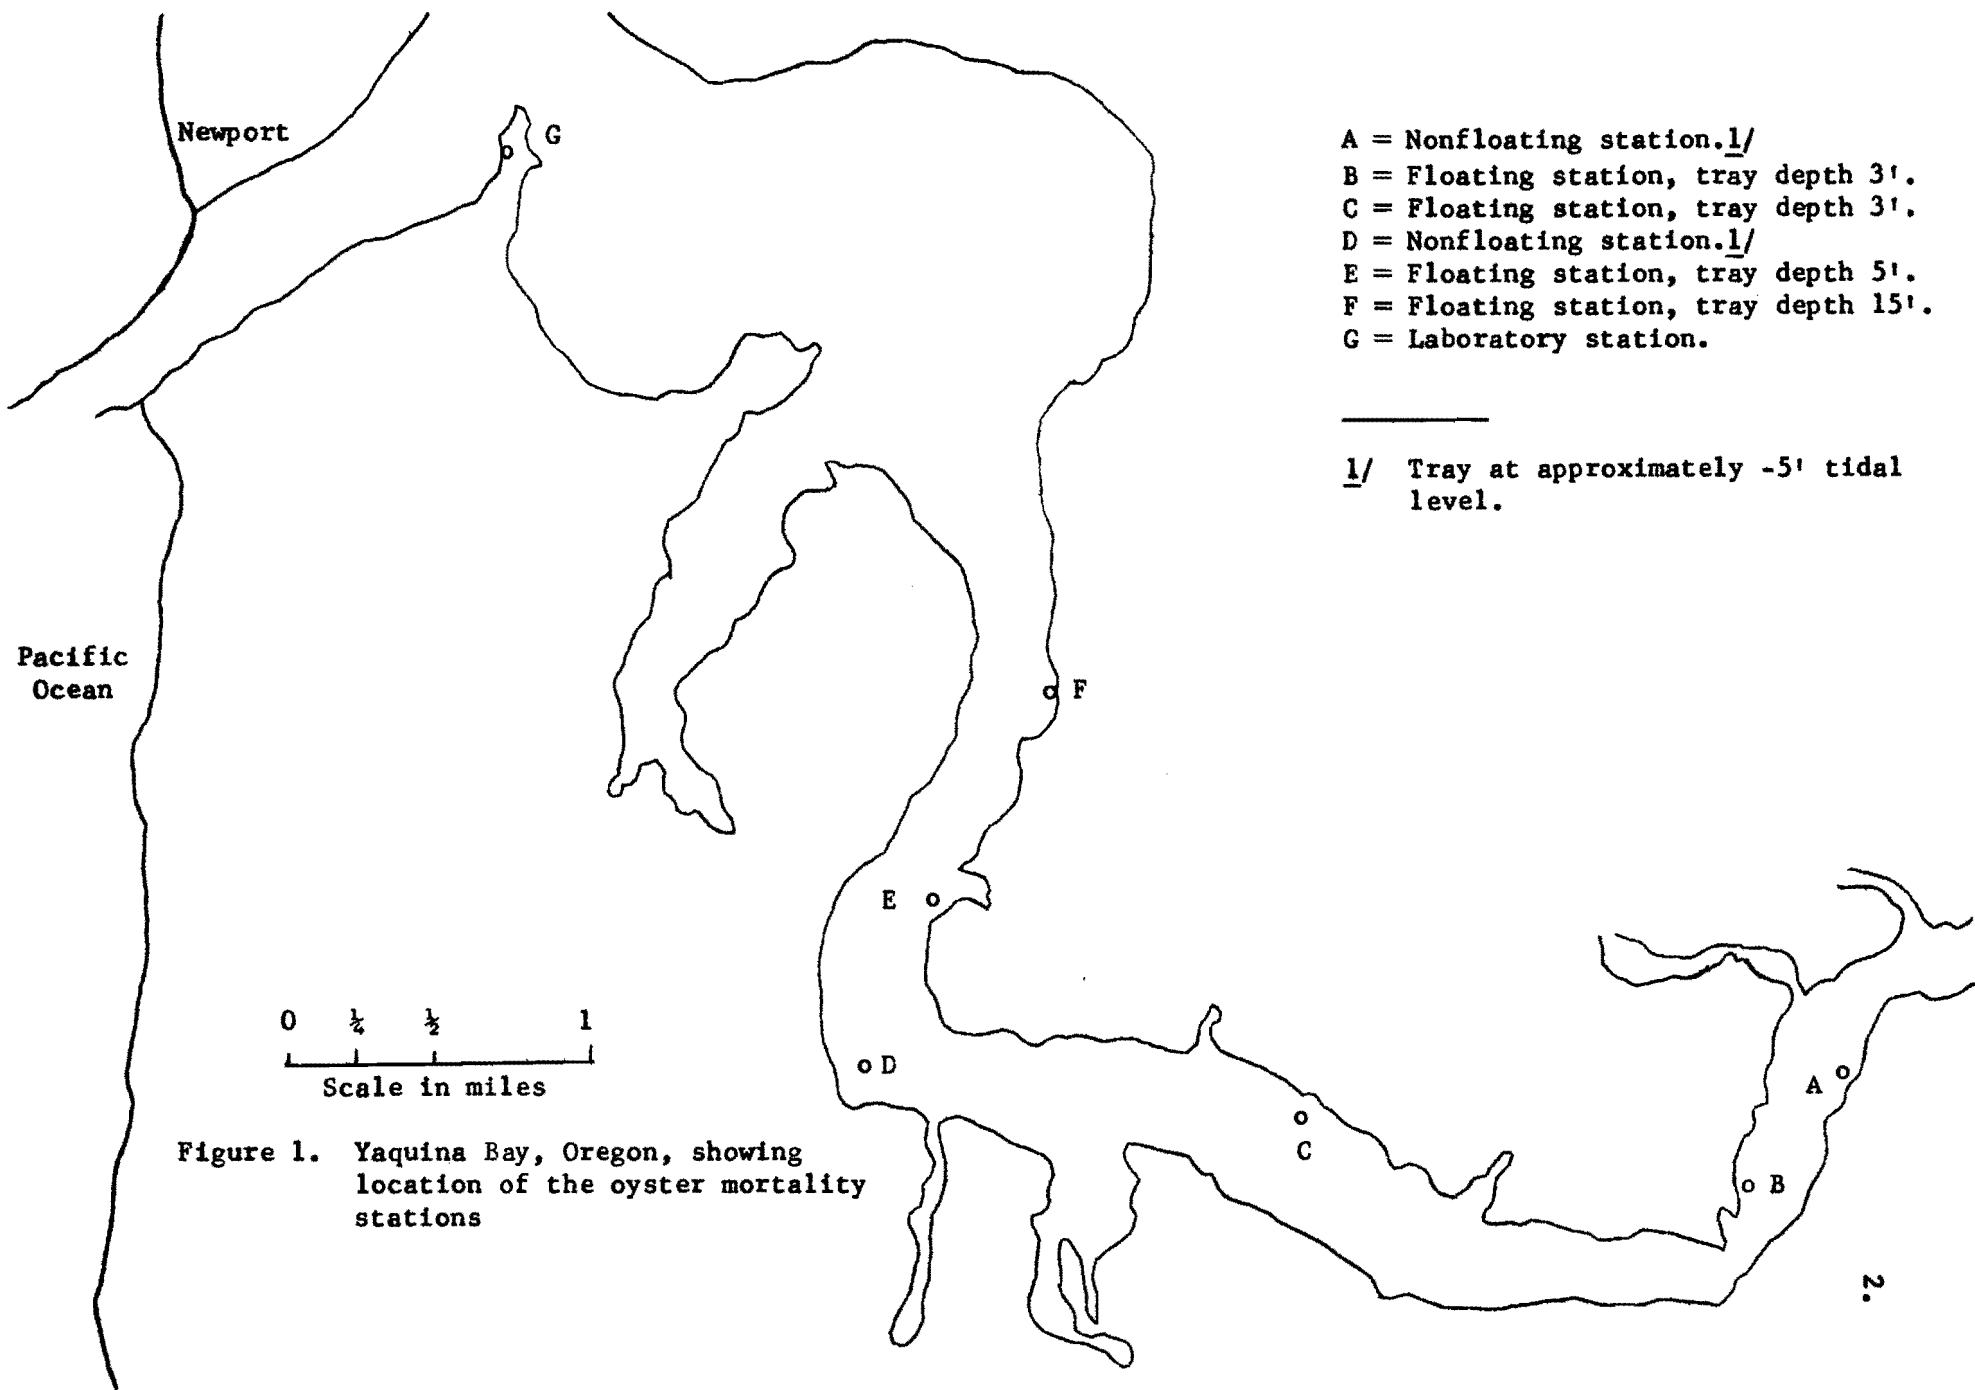 Newport
G
A = Nonfloating station.1/
B = Floating station, tray depth 3'.
C = Floating station, tray depth 3'.
D = Nonfloating station.1/
E = Floating station, tray depth 5'.
F = Floating station, tray depth 15'.
G = Laboratory station.
1/ Tray at approximately -5' tidal
level.
Pacific
Ocean
F
E
0 ¼ ½ 1
Scale in miles
D
A
C
B
Figure 1. Yaquina Bay, Oregon, showing
location of the oyster mortality
stations
2.